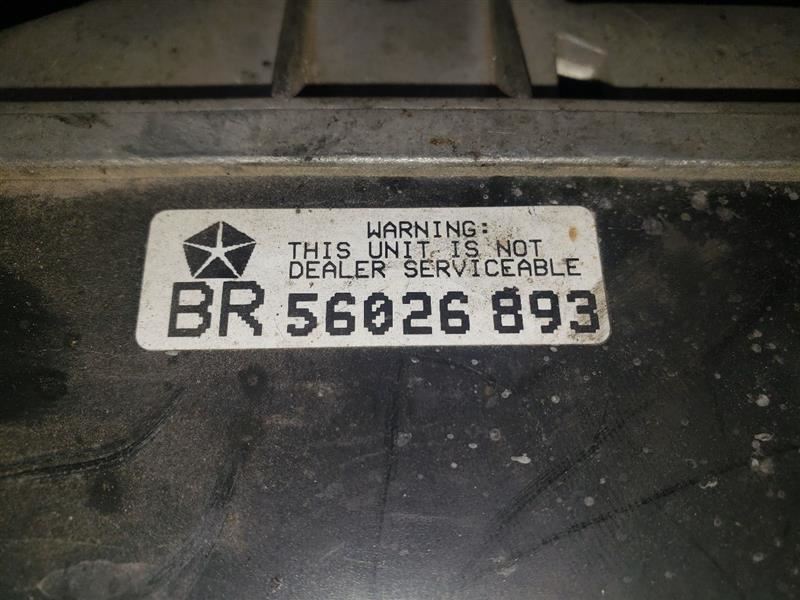 WARNING:
THIS UNIT IS NOT
DEALER SERVICEABLE
BR 56026 893